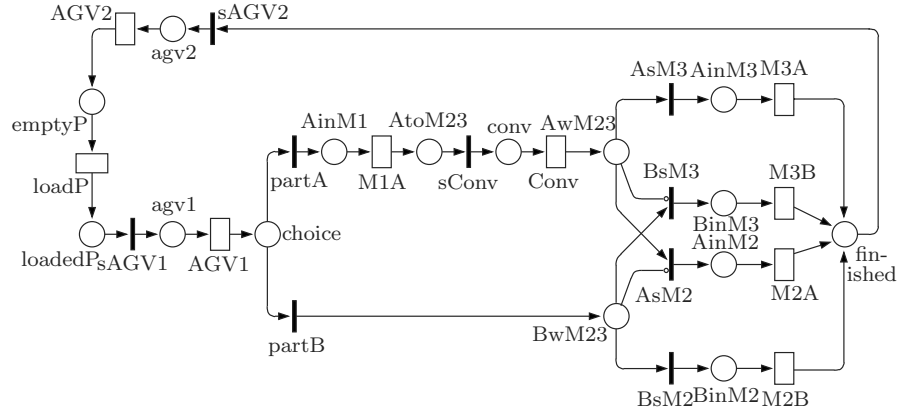 AGV2
sAGV2
agv2
emptyP
loadP
loadedP
sAGV1
agv1
AGV1
choice
partA
AinM1
M1A
AtoM23
sConv
conv
Conv
AwM23
AsM3
AinM3
M3A
BsM3
BinM3
M3B
AsM2
AinM2
M2A
fin-
ished
partB
BwM23
BsM2
BinM2
M2B